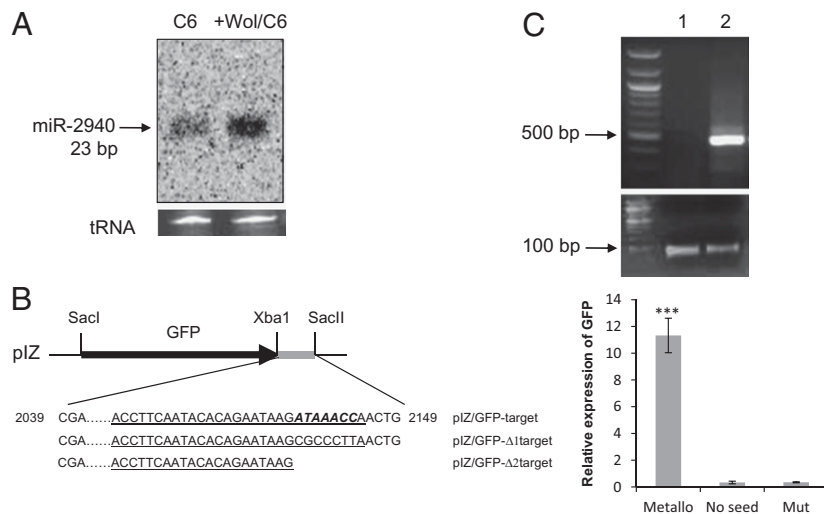 A
C6 +Wol/C6
miR-2940
23 bp
tRNA
B
SacI
GFP
Xba1
SacII
pIZ
2039 CGA......ACCTTCAATACACAGAATAAGATAAACCAACTG 2149 pIZ/GFP-target
CGA......ACCTTCAATACACAGAATAAGCGCCCTTAACTG pIZ/GFP-Δ1target
CGA......ACCTTCAATACACAGAATAAG pIZ/GFP-Δ2target
C
1 2
500 bp
100 bp
Relative expression of GFP
14
12
10
8
6
4
2
0
***
Metallo No seed Mut